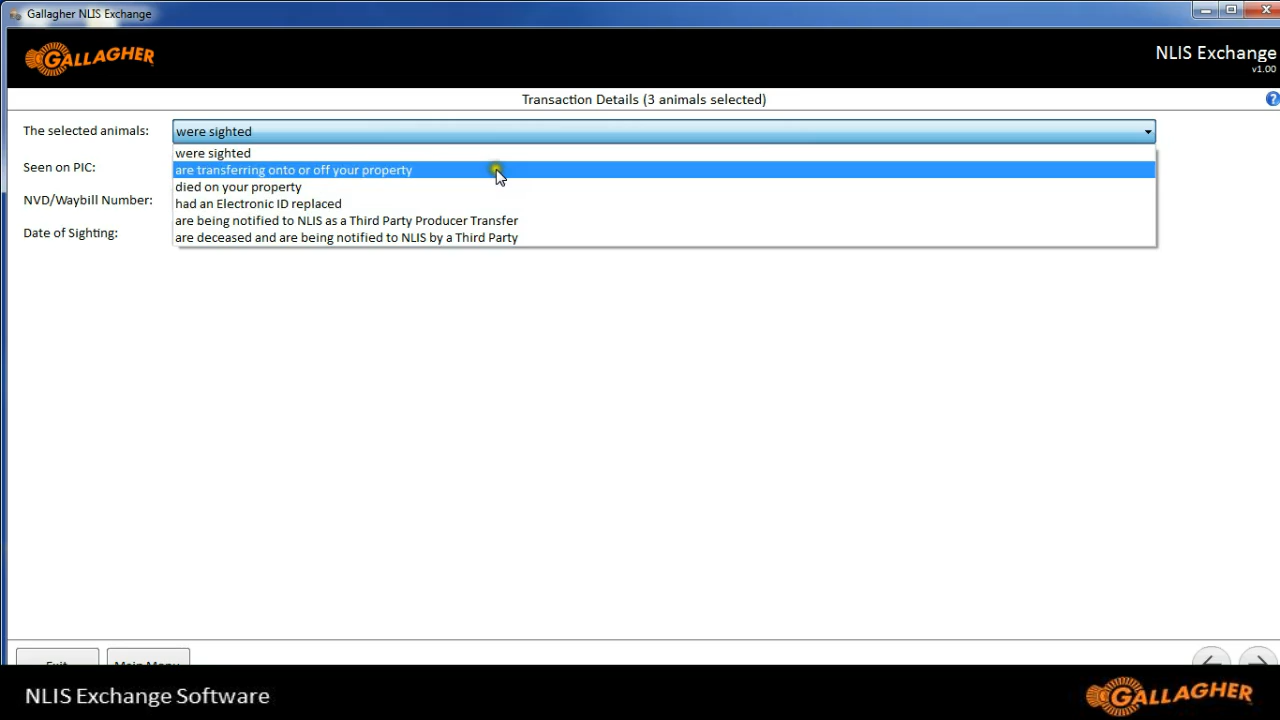 Gallagher NLIS Exchange
GALLAGHER
NLIS Exchange
v1.00
Transaction Details (3 animals selected)
?
The selected animals: were sighted
were sighted
Seen on PIC:
are transferring onto or off your property
died on your property
NVD/Waybill Number:
had an Electronic ID replaced
are being notified to NLIS as a Third Party Producer Transfer
Date of Sighting:
are deceased and are being notified to NLIS by a Third Party
Exit Main Menu
NLIS Exchange Software
GALLAGHER